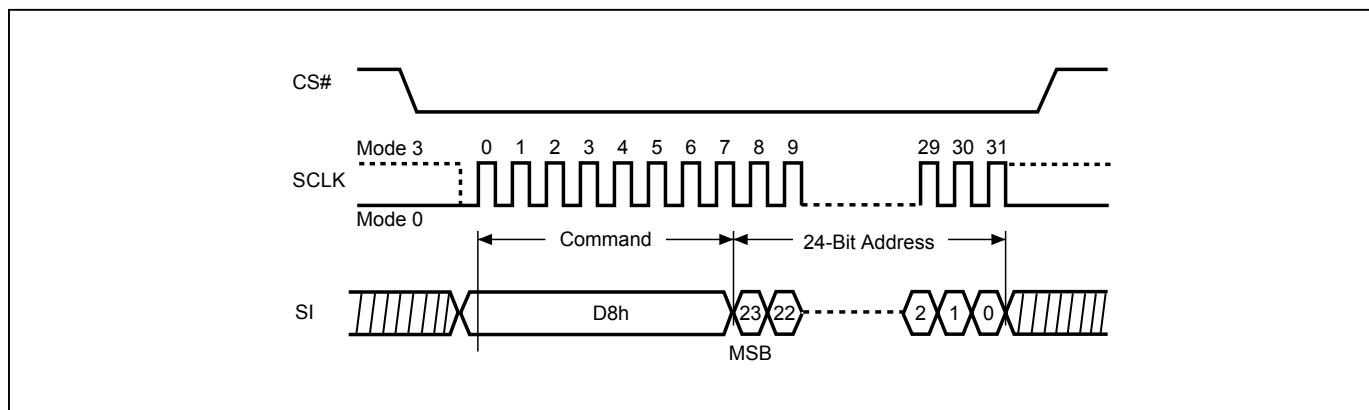 CS#
Mode 3
0 1 2 3 4 5 6 7 8 9 29 30 31
SCLK
Mode 0
Command 24-Bit Address
SI D8h 23 22 2 1 0
MSB